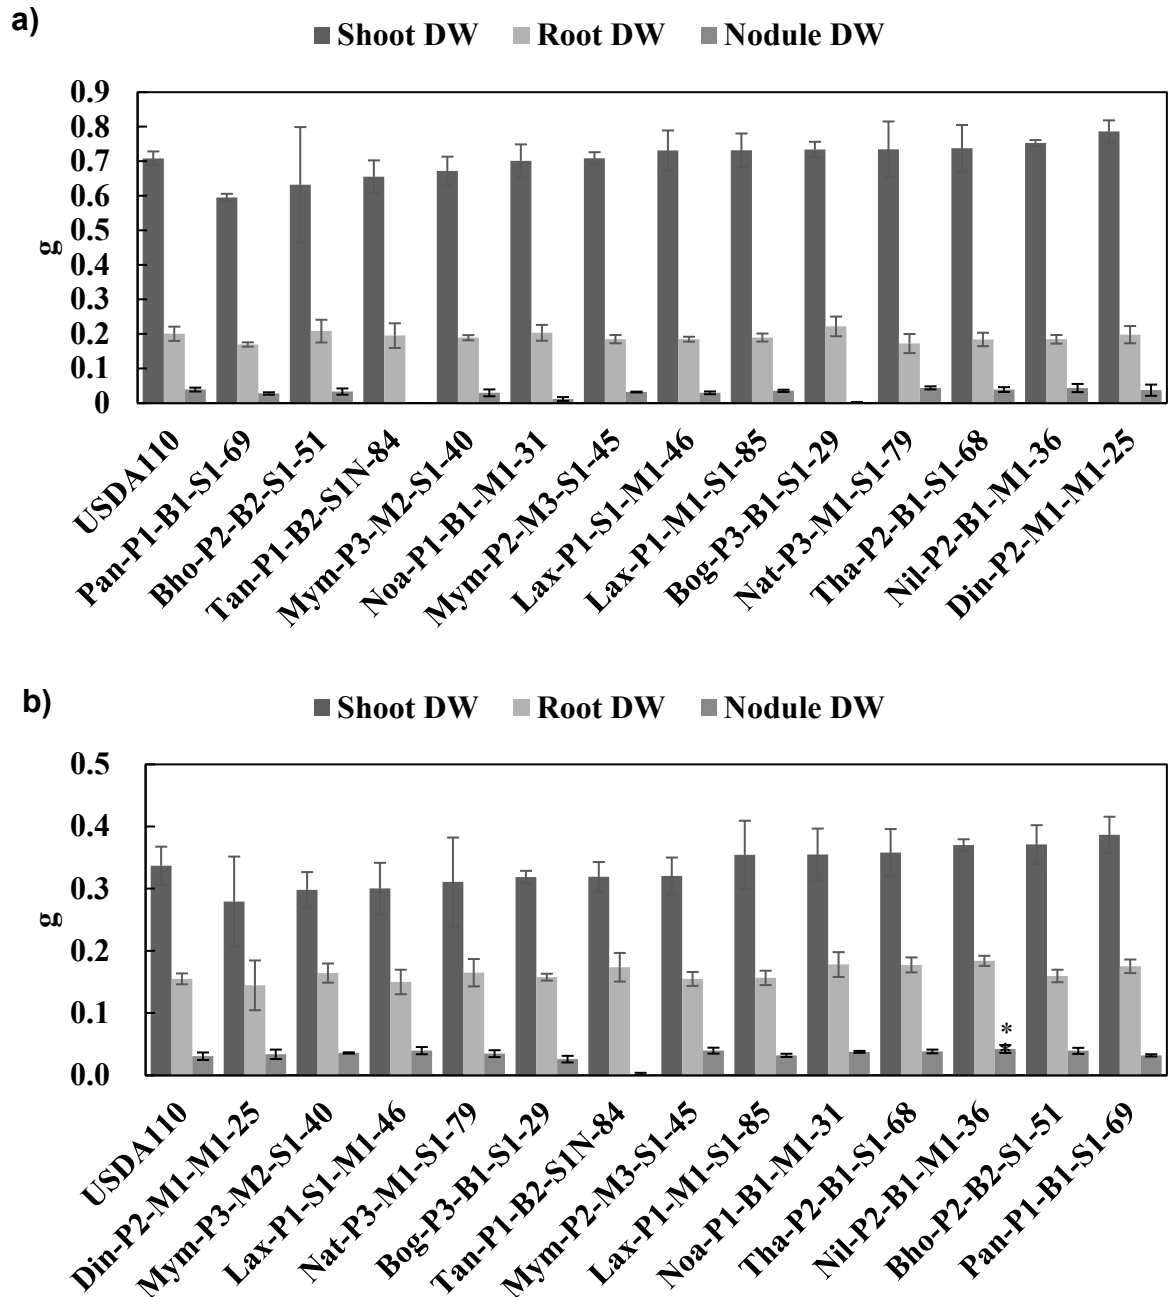 a)
Shoot DW Root DW Nodule DW
0.9
0.8
0.7
0.6
0.5
0.4
0.3
0.2
0.1
0
g
USDA110
Pan-P1-B1-S1-69
Bho-P2-B2-S1-51
Tan-P1-B2-S1N-84
Mym-P3-M2-S1-40
Noa-P1-B1-M1-31
Mym-P2-M3-S1-45
Lax-P1-S1-M1-46
Lax-P1-M1-S1-85
Bog-P3-B1-S1-29
Nat-P3-M1-S1-79
Tha-P2-B1-S1-68
Nil-P2-B1-M1-36
Din-P2-M1-M1-25
b)
Shoot DW Root DW Nodule DW
0.5
0.4
0.3
0.2
0.1
0.0
g
*
*
USDA110
Din-P2-M1-M1-25
Mym-P3-M2-S1-40
Lax-P1-S1-M1-46
Nat-P3-M1-S1-79
Bog-P3-B1-S1-29
Tan-P1-B2-S1N-84
Mym-P2-M3-S1-45
Lax-P1-M1-S1-85
Noa-P1-B1-M1-31
Tha-P2-B1-S1-68
Nil-P2-B1-M1-36
Bho-P2-B2-S1-51
Pan-P1-B1-S1-69